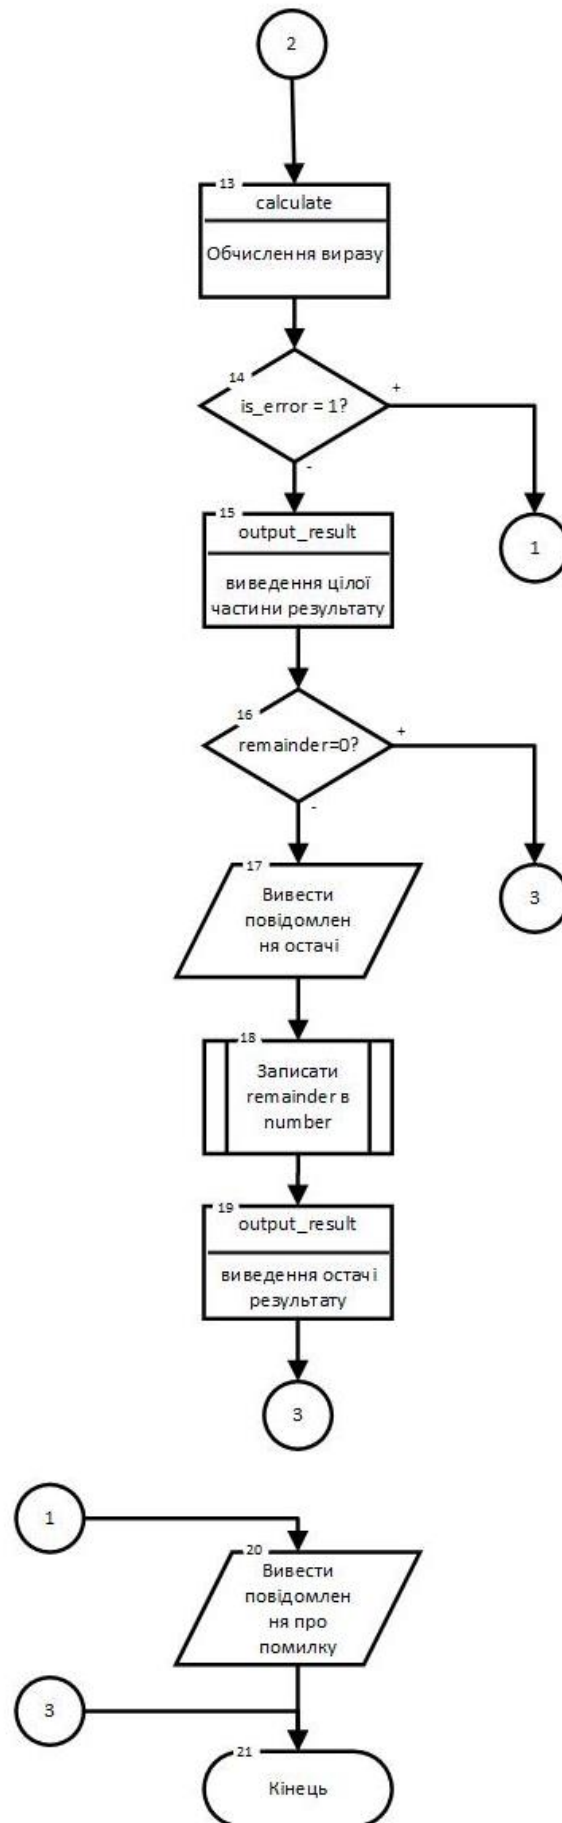 2
13
calculate
Обчислення виразу
14
is_error = 1?
+
-
15
output_result
виведення цілої
частини результату
1
16
remainder=0?
+
-
17
Вивести
повідомлен
ня остачі
3
18
Записати
remainder в
number
19
output_result
виведення остачі
результату
3
1
20
Вивести
повідомлен
ня про
помилку
3
21
Кінець